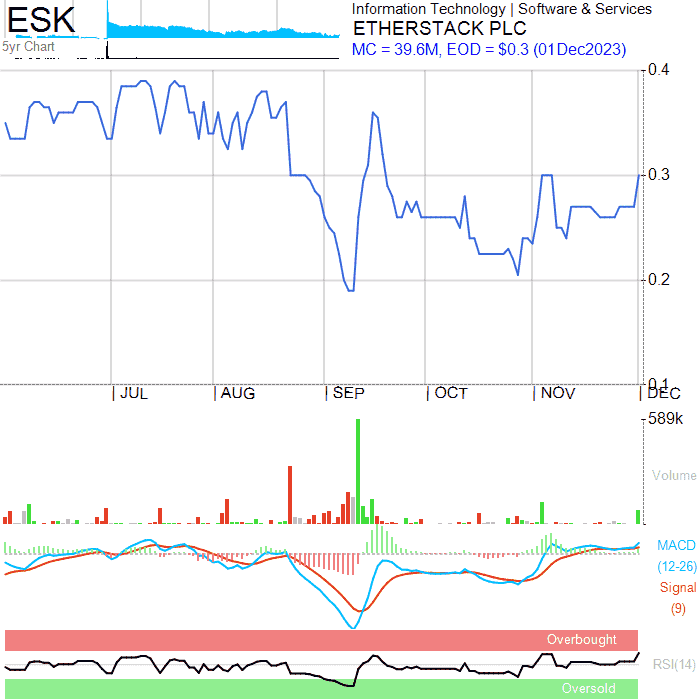 ESK
Information Technology | Software & Services
ETHERSTACK PLC
5yr Chart
MC = 39.6M, EOD = $0.3 (01Dec2023)
0.4
0.3
0.2
0.1
| JUL | AUG | SEP | OCT | NOV | DEC
589k
Volume
MACD
(12-26)
Signal
(9)
Overbought
RSI(14)
Oversold